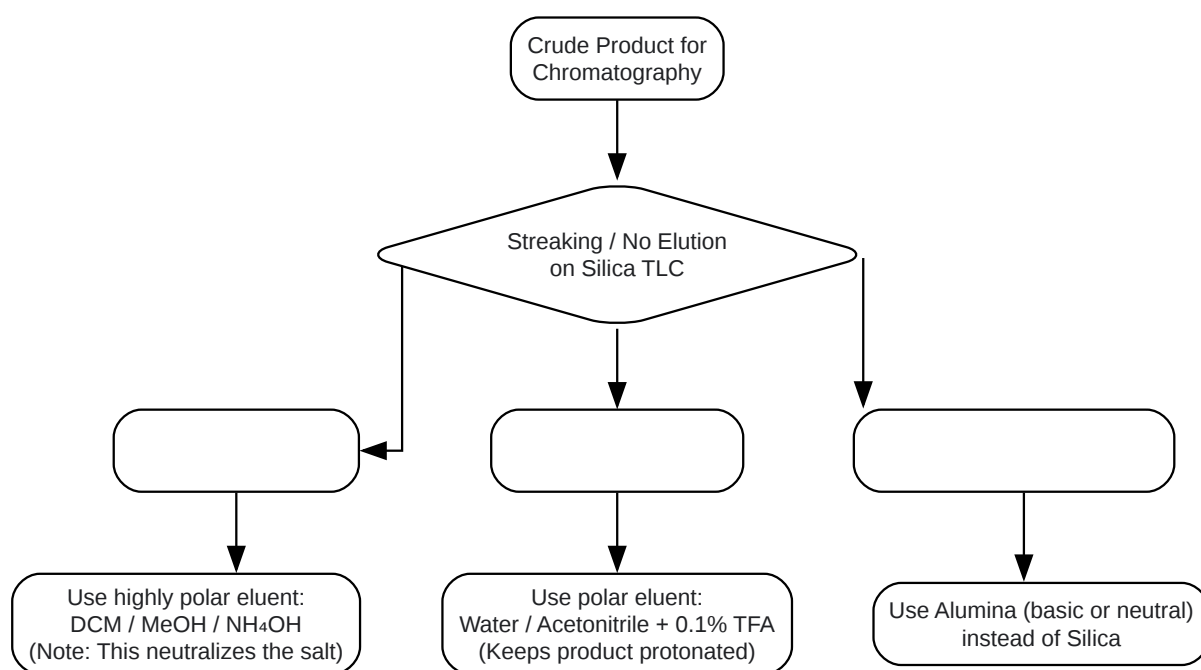 Crude Product for
Chromatography
Streaking / No Elution
on Silica TLC
Use highly polar eluent:
DCM / MeOH / NH₄OH
(Note: This neutralizes the salt)
Use polar eluent:
Water / Acetonitrile + 0.1% TFA
(Keeps product protonated)
Use Alumina (basic or neutral)
instead of Silica